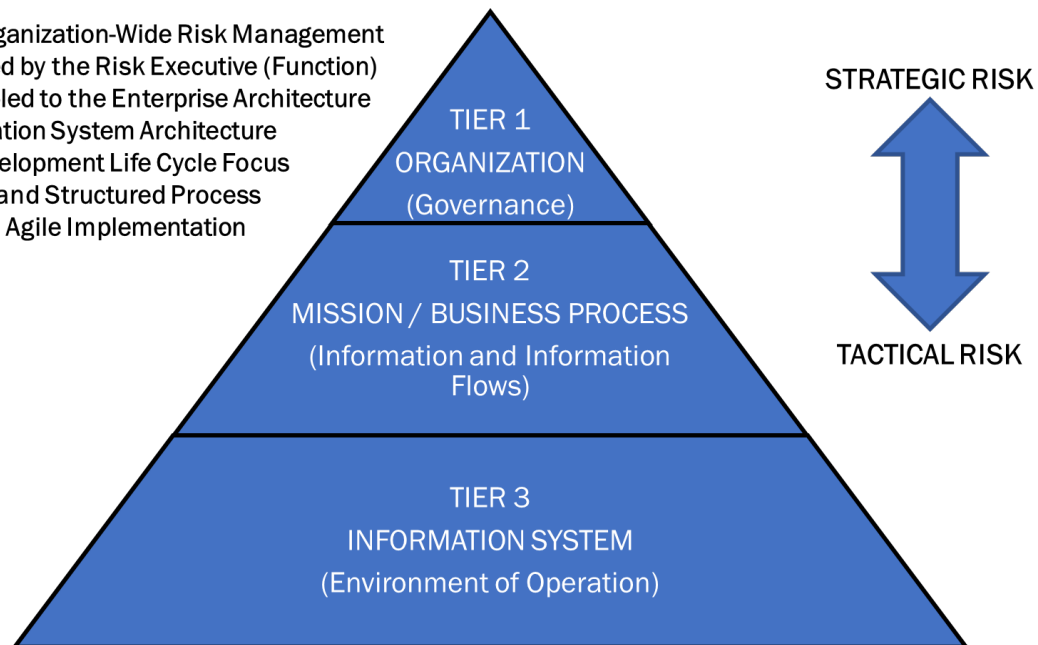 ganization-Wide Risk Management
ed by the Risk Executive (Function)
led to the Enterprise Architecture
ation System Architecture
elopment Life Cycle Focus
and Structured Process
Agile Implementation
STRATEGIC RISK
TACTICAL RISK
TIER 1
ORGANIZATION
(Governance)
TIER 2
MISSION / BUSINESS PROCESS
(Information and Information
Flows)
TIER 3
INFORMATION SYSTEM
(Environment of Operation)